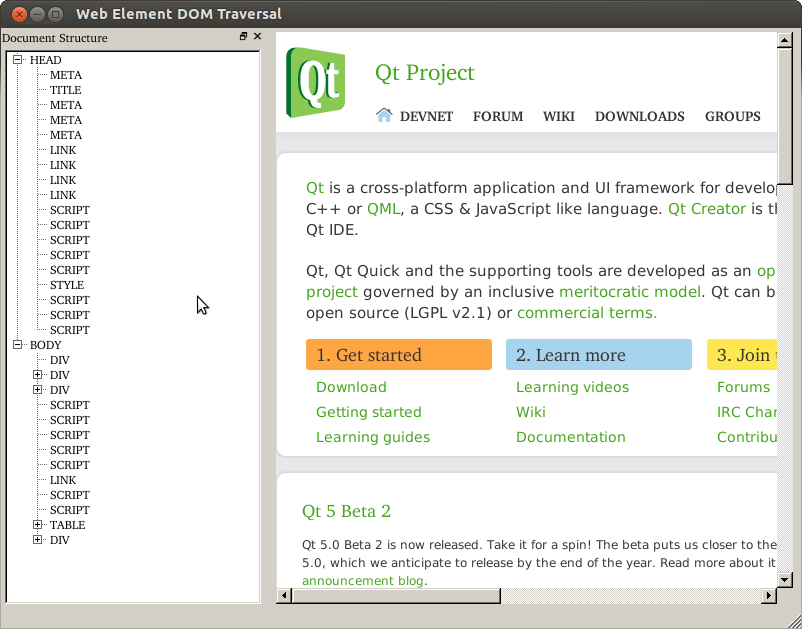 Web Element DOM Traversal
Document Structure
HEAD
META
TITLE
META
META
META
LINK
LINK
LINK
LINK
SCRIPT
SCRIPT
SCRIPT
SCRIPT
SCRIPT
STYLE
SCRIPT
SCRIPT
SCRIPT
BODY
DIV
DIV
DIV
SCRIPT
SCRIPT
SCRIPT
SCRIPT
SCRIPT
LINK
SCRIPT
SCRIPT
TABLE
DIV
Qt
Qt Project
DEVNET FORUM WIKI DOWNLOADS GROUPS
Qt is a cross-platform application and UI framework for develo
C++ or QML, a CSS & JavaScript like language. Qt Creator is th
Qt IDE.
Qt, Qt Quick and the supporting tools are developed as an op
project governed by an inclusive meritocratic model. Qt can b
open source (LGPL v2.1) or commercial terms.
1. Get started
Download
Getting started
Learning guides
2. Learn more
Learning videos
Wiki
Documentation
3. Join
Forums
IRC Chan
Contribu
Qt 5 Beta 2
Qt 5.0 Beta 2 is now released. Take it for a spin! The beta puts us closer to the
5.0, which we anticipate to release by the end of the year. Read more about it
announcement blog.